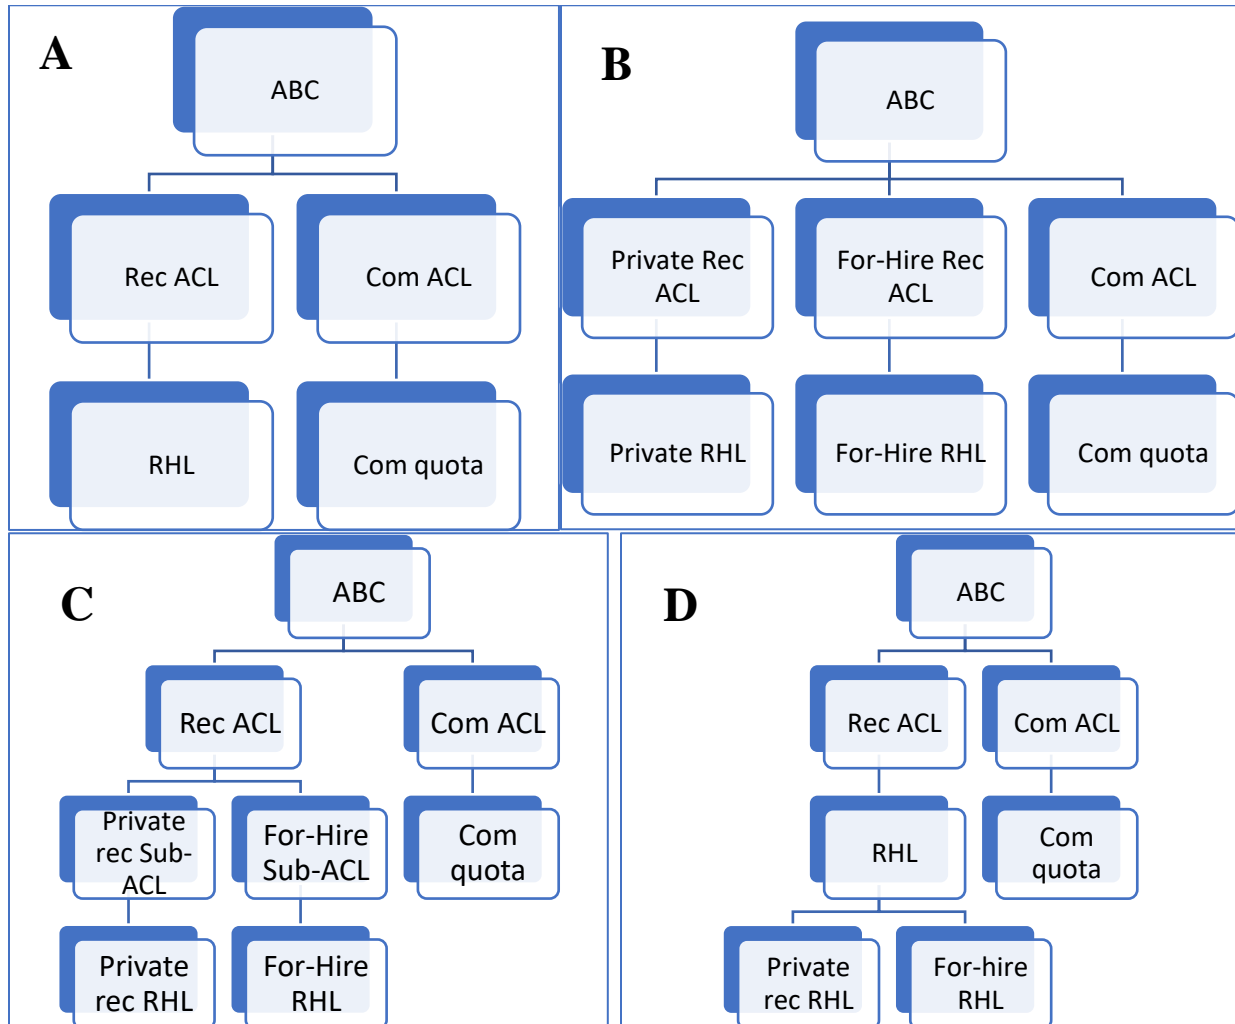 A
ABC
Rec ACL
Com ACL
RHL
Com quota
B
ABC
Private Rec
ACL
For-Hire Rec
ACL
Com ACL
Private RHL
For-Hire RHL
Com quota
C
ABC
Rec ACL
Com ACL
Private
rec Sub-
ACL
For-Hire
Sub-ACL
Com
quota
Private
rec RHL
For-Hire
RHL
D
ABC
Rec ACL
Com ACL
RHL
Com
quota
Private
rec RHL
For-hire
RHL